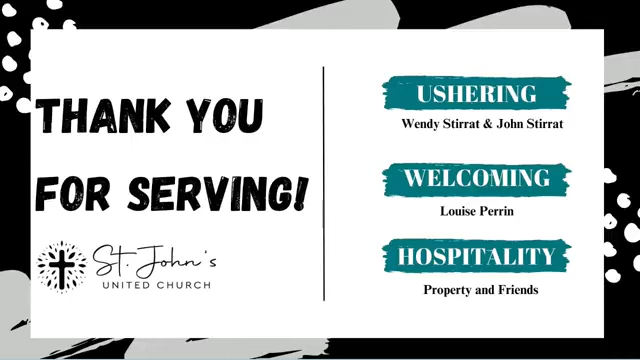 THANK YOU
FOR SERVING!
St. John's
UNITED CHURCH
USHERING
Wendy Stirrat & John Stirrat
WELCOMING
Louise Perrin
HOSPITALITY
Property and Friends